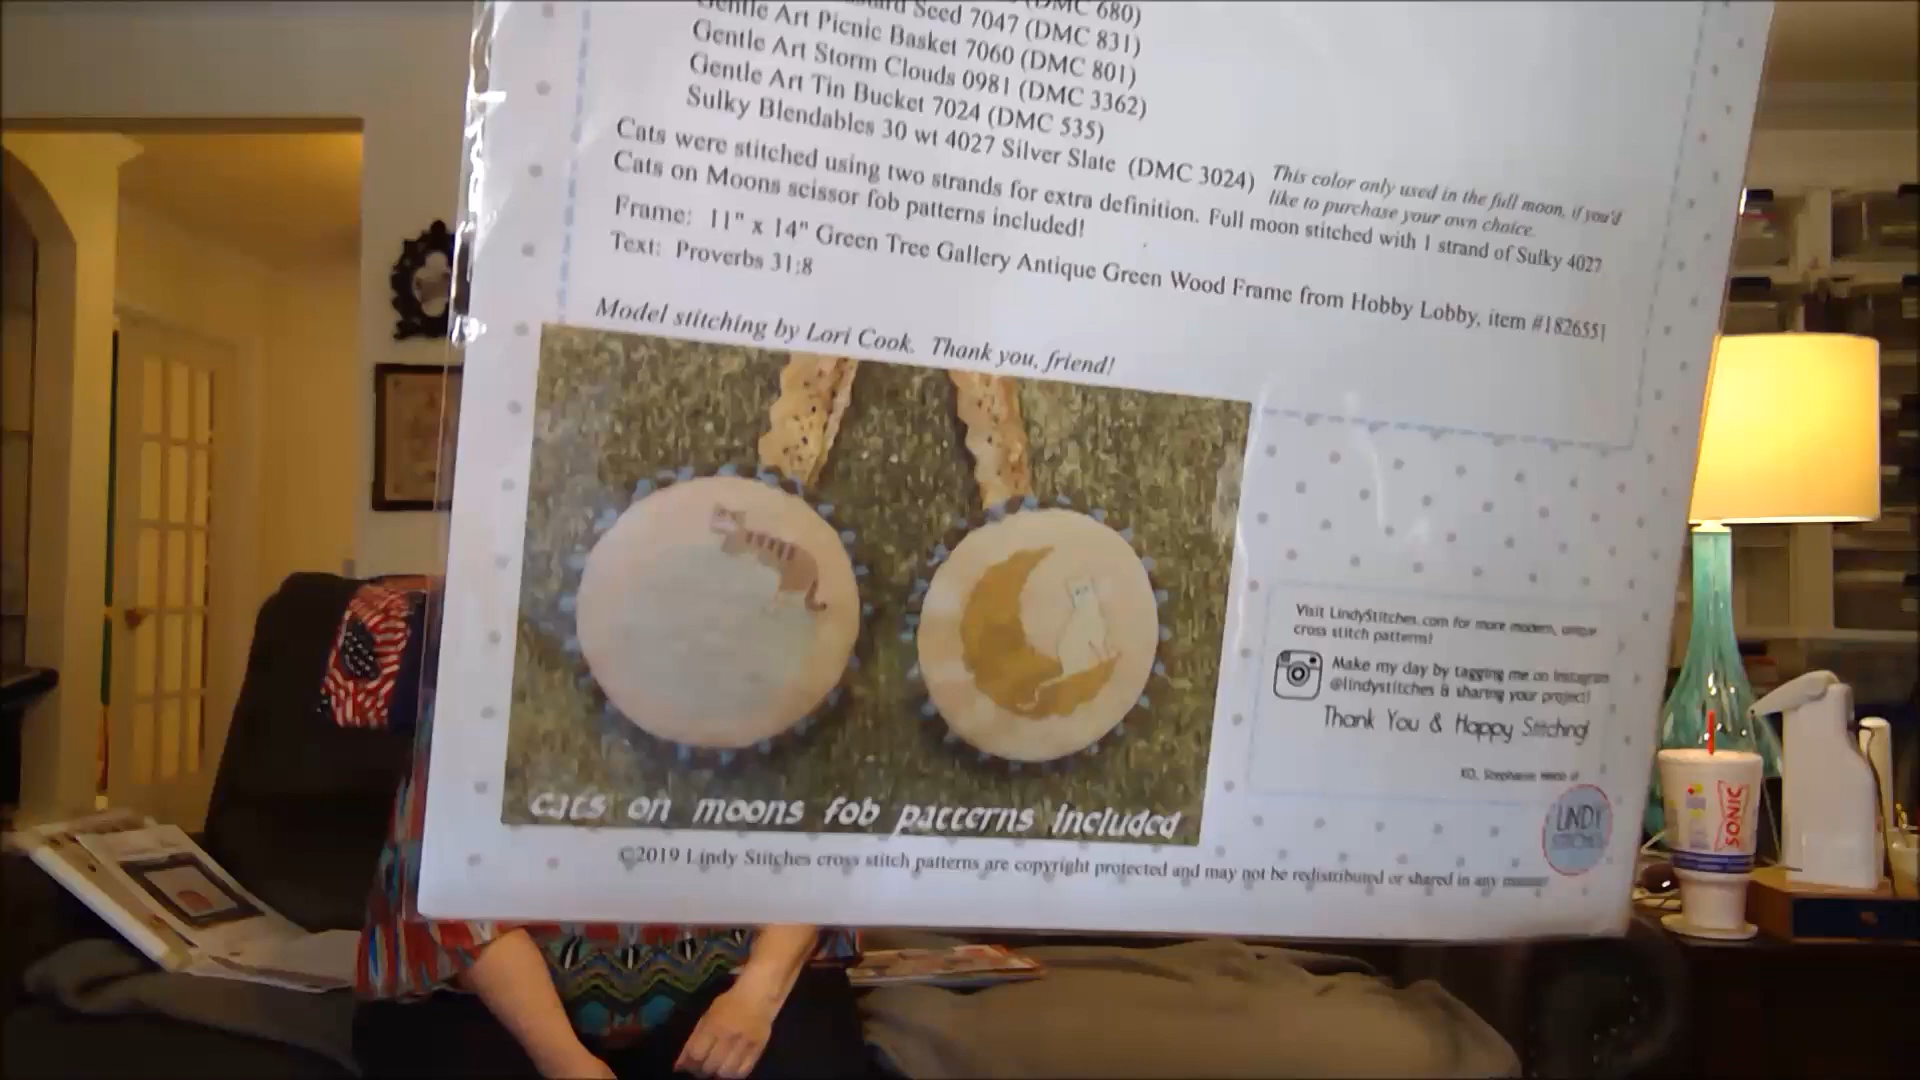 (DMC 680)
Seed 7047 (DMC 831)
Gentle Art Picnic Basket 7060 (DMC 801)
Gentle Art Storm Clouds 0981 (DMC 3362)
Gentle Art Tin Bucket 7024 (DMC 535)
Sulky Blendables 30 wt 4027 Silver Slate (DMC 3024)
This color only used in the full moon, if you'd
like to purchase your own choice.
Cats were stitched using two strands for extra definition. Full moon stitched with 1 strand of Sulky 4027
Cats on Moons scissor fob patterns included!
Frame: 11" x 14" Green Tree Gallery Antique Green Wood Frame from Hobby Lobby, item #1826551
Text: Proverbs 31:8
Model stitching by Lori Cook. Thank you, friend!
cats on moons fob patterns included
Visit LindyStitches.com for more modern, unique
cross stitch patterns!
Make my day by tagging me on Instagram
@lindystitches & sharing your project!
Thank You & Happy Stitching!
XO, Stephanie
LINDY
STITCHES
©2019 Lindy Stitches cross stitch patterns are copyright protected and may not be redistributed or shared in any manner
SONIC